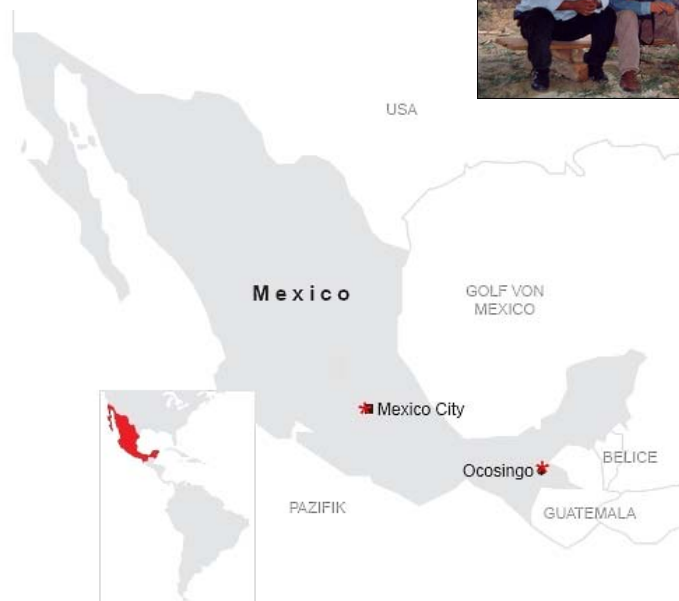 USA
Mexico
GOLF VON
MEXICO
Mexico City
Ocosingo
BELICE
PAZIFIK
GUATEMALA